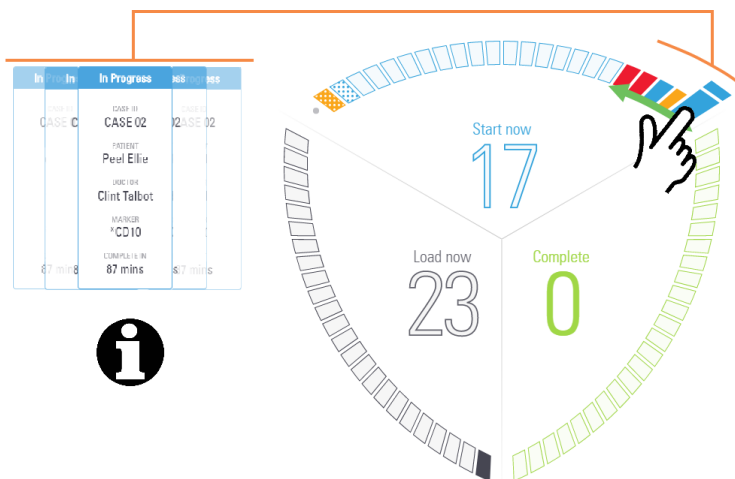 In Progress
CASE ID
CASE 02
PATIENT
Peel Ellie
DOCTOR
Clint Talbot
MARKER
*CD10
COMPLETE IN
87 mins
Start now
17
Load now
23
Complete
0